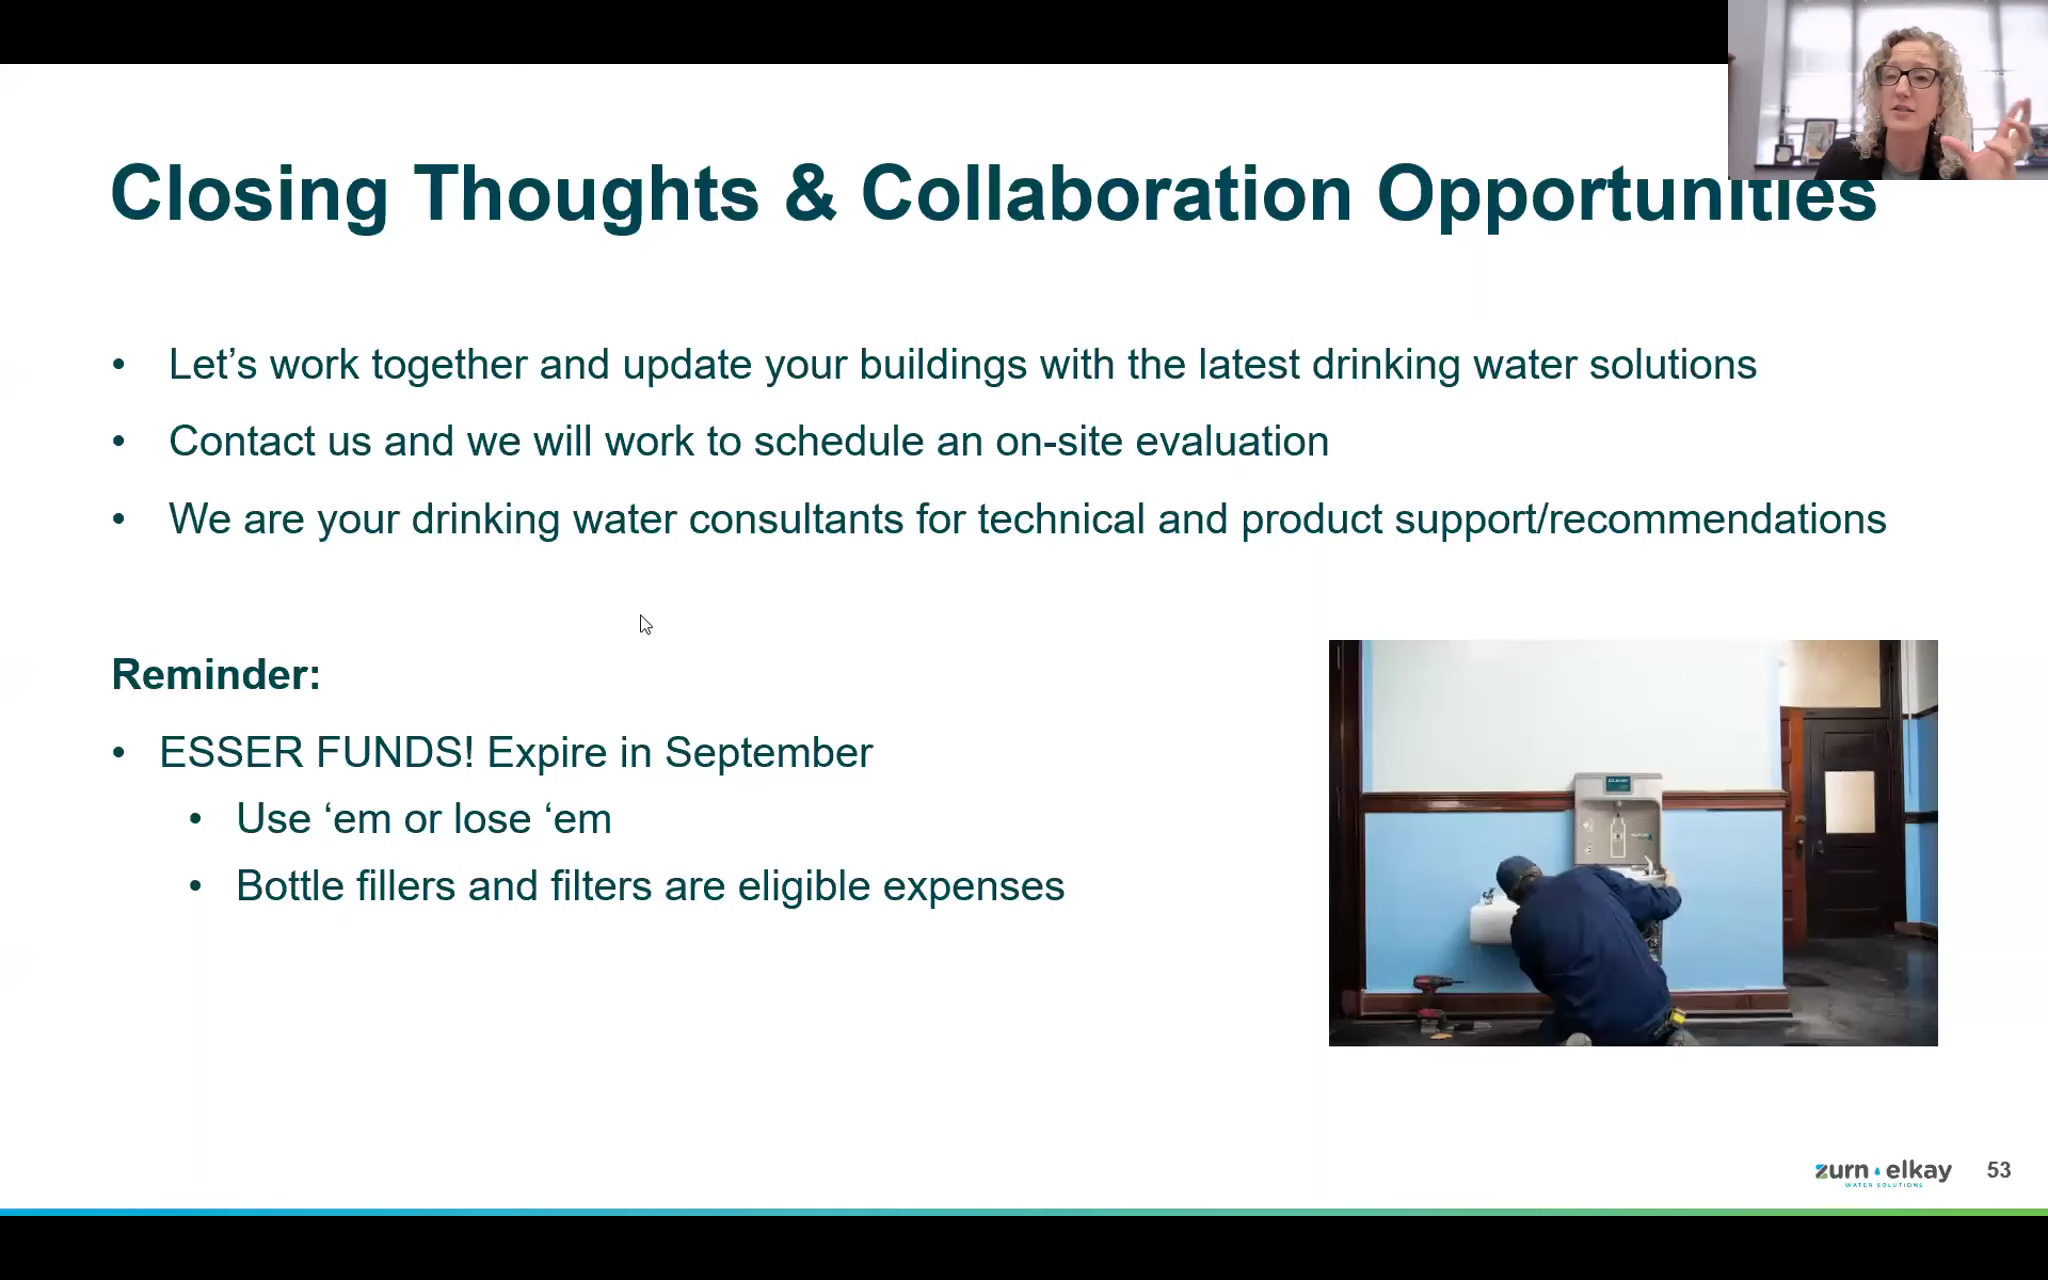 Closing Thoughts & Collaboration Opportunities
• Let’s work together and update your buildings with the latest drinking water solutions
• Contact us and we will work to schedule an on-site evaluation
• We are your drinking water consultants for technical and product support/recommendations
Reminder:
• ESSER FUNDS! Expire in September
• Use ‘em or lose ‘em
• Bottle fillers and filters are eligible expenses
zurn elkay
WATER SOLUTIONS
53